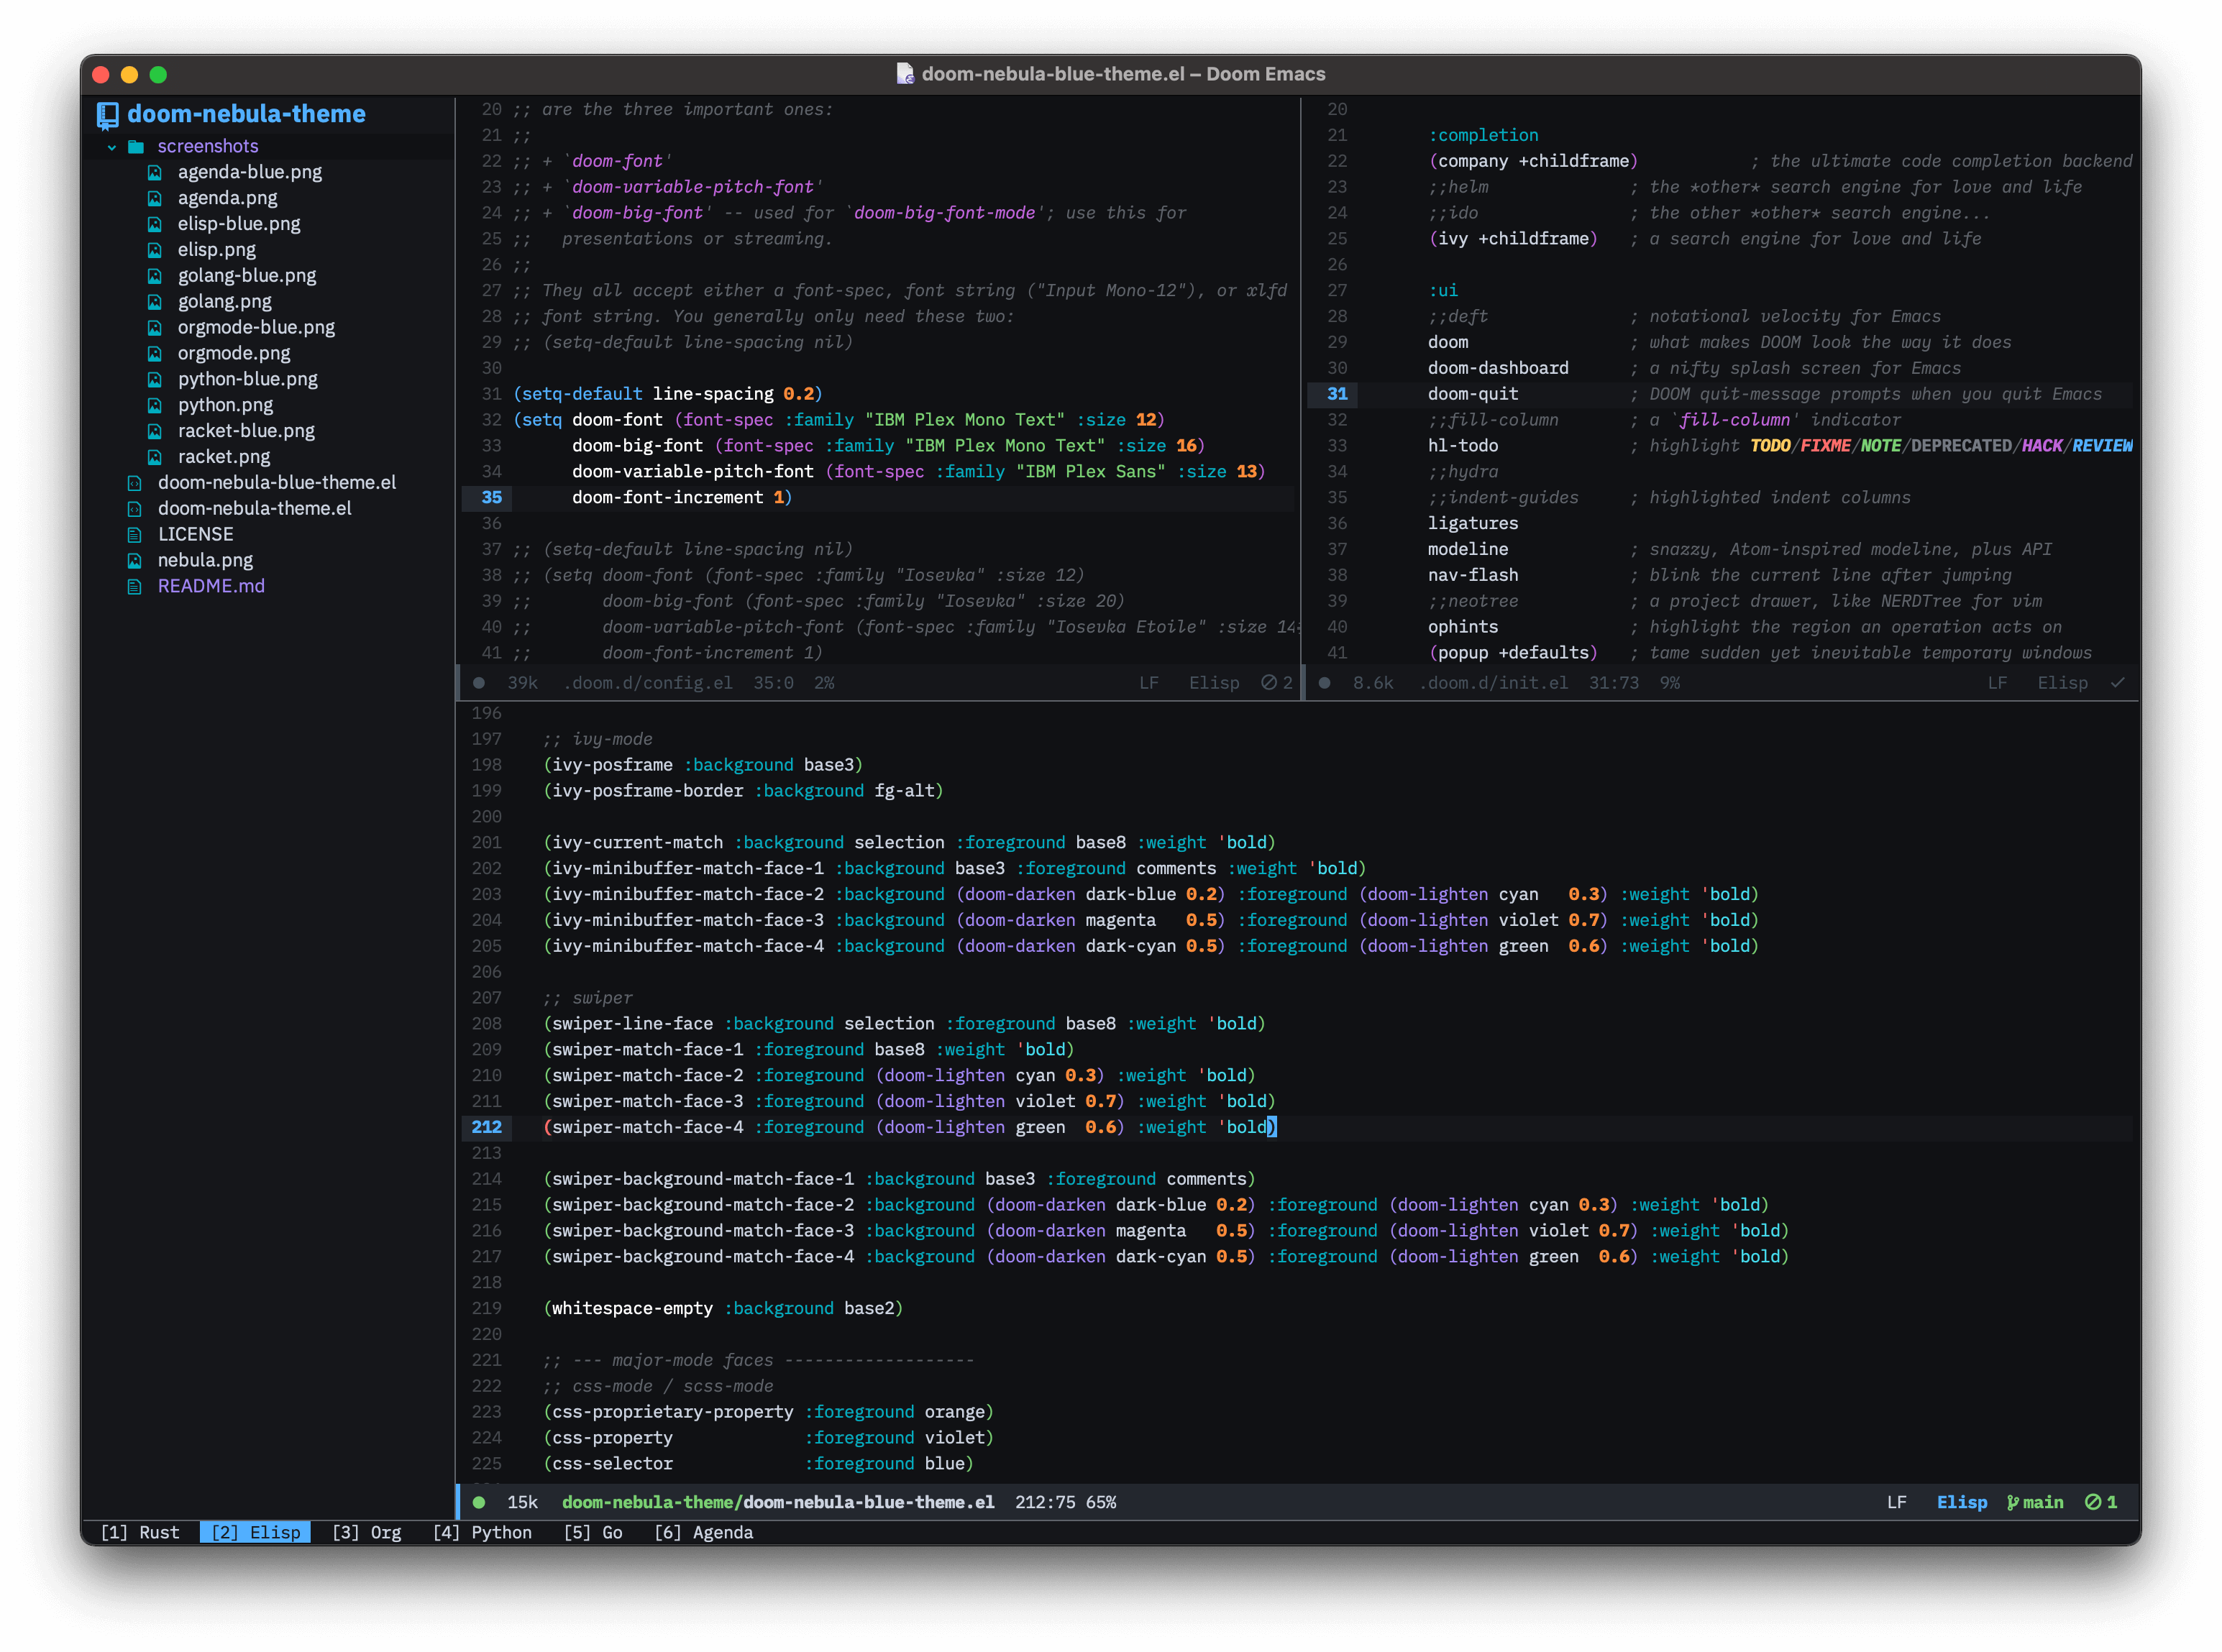 doom-nebula-blue-theme.el – Doom Emacs
doom-nebula-theme
screenshots
agenda-blue.png
agenda.png
elisp-blue.png
elisp.png
golang-blue.png
golang.png
orgmode-blue.png
orgmode.png
python-blue.png
python.png
racket-blue.png
racket.png
doom-nebula-blue-theme.el
doom-nebula-theme.el
LICENSE
nebula.png
README.md
20 ;; are the three important ones:
21 ;;
22 ;; + `doom-font'
23 ;; + `doom-variable-pitch-font'
24 ;; + `doom-big-font' -- used for `doom-big-font-mode'; use this for
25 ;;   presentations or streaming.
26 ;;
27 ;; They all accept either a font-spec, font string ("Input Mono-12"), or xlfd
28 ;; font string. You generally only need these two:
29 ;; (setq-default line-spacing nil)
30
31 (setq-default line-spacing 0.2)
32 (setq doom-font (font-spec :family "IBM Plex Mono Text" :size 12)
33       doom-big-font (font-spec :family "IBM Plex Mono Text" :size 16)
34       doom-variable-pitch-font (font-spec :family "IBM Plex Sans" :size 13)
35       doom-font-increment 1)
36
37 ;; (setq-default line-spacing nil)
38 ;; (setq doom-font (font-spec :family "Iosevka" :size 12)
39 ;;       doom-big-font (font-spec :family "Iosevka" :size 20)
40 ;;       doom-variable-pitch-font (font-spec :family "Iosevka Etoile" :size 14
41 ;;       doom-font-increment 1)
39k .doom.d/config.el 35:0 2% LF Elisp 2
20
21 :completion
22 (company +childframe)           ; the ultimate code completion backend
23 ;;helm              ; the *other* search engine for love and life
24 ;;ido               ; the other *other* search engine...
25 (ivy +childframe)   ; a search engine for love and life
26
27 :ui
28 ;;deft              ; notational velocity for Emacs
29 doom                ; what makes DOOM look the way it does
30 doom-dashboard      ; a nifty splash screen for Emacs
31 doom-quit           ; DOOM quit-message prompts when you quit Emacs
32 ;;fill-column       ; a `fill-column' indicator
33 hl-todo             ; highlight TODO/FIXME/NOTE/DEPRECATED/HACK/REVIEW
34 ;;hydra
35 ;;indent-guides     ; highlighted indent columns
36 ligatures
37 modeline            ; snazzy, Atom-inspired modeline, plus API
38 nav-flash           ; blink the current line after jumping
39 ;;neotree           ; a project drawer, like NERDTree for vim
40 ophints             ; highlight the region an operation acts on
41 (popup +defaults)   ; tame sudden yet inevitable temporary windows
8.6k .doom.d/init.el 31:73 9% LF Elisp
196
197 ;; ivy-mode
198 (ivy-posframe :background base3)
199 (ivy-posframe-border :background fg-alt)
200
201 (ivy-current-match :background selection :foreground base8 :weight 'bold)
202 (ivy-minibuffer-match-face-1 :background base3 :foreground comments :weight 'bold)
203 (ivy-minibuffer-match-face-2 :background (doom-darken dark-blue 0.2) :foreground (doom-lighten cyan   0.3) :weight 'bold)
204 (ivy-minibuffer-match-face-3 :background (doom-darken magenta   0.5) :foreground (doom-lighten violet 0.7) :weight 'bold)
205 (ivy-minibuffer-match-face-4 :background (doom-darken dark-cyan 0.5) :foreground (doom-lighten green  0.6) :weight 'bold)
206
207 ;; swiper
208 (swiper-line-face :background selection :foreground base8 :weight 'bold)
209 (swiper-match-face-1 :foreground base8 :weight 'bold)
210 (swiper-match-face-2 :foreground (doom-lighten cyan 0.3) :weight 'bold)
211 (swiper-match-face-3 :foreground (doom-lighten violet 0.7) :weight 'bold)
212 (swiper-match-face-4 :foreground (doom-lighten green  0.6) :weight 'bold)
213
214 (swiper-background-match-face-1 :background base3 :foreground comments)
215 (swiper-background-match-face-2 :background (doom-darken dark-blue 0.2) :foreground (doom-lighten cyan 0.3) :weight 'bold)
216 (swiper-background-match-face-3 :background (doom-darken magenta   0.5) :foreground (doom-lighten violet 0.7) :weight 'bold)
217 (swiper-background-match-face-4 :background (doom-darken dark-cyan 0.5) :foreground (doom-lighten green  0.6) :weight 'bold)
218
219 (whitespace-empty :background base2)
220
221 ;; --- major-mode faces -------------------
222 ;; css-mode / scss-mode
223 (css-proprietary-property :foreground orange)
224 (css-property             :foreground violet)
225 (css-selector             :foreground blue)
15k doom-nebula-theme/doom-nebula-blue-theme.el 212:75 65% LF Elisp main 1
[1] Rust [2] Elisp [3] Org [4] Python [5] Go [6] Agenda